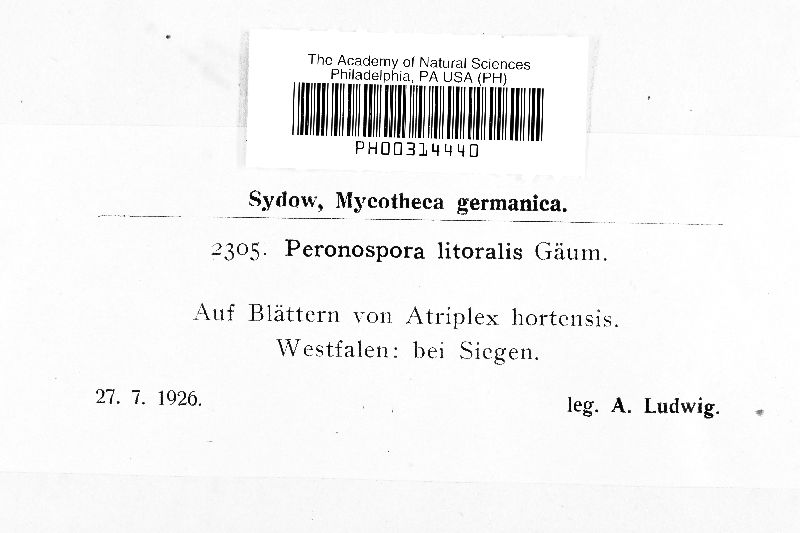 The Academy of Natural Sciences
Philadelphia, PA USA (PH)
PH00314440
Sydow, Mycotheca germanica.
2305. Peronospora litoralis Gäum.
Auf Blättern von Atriplex hortensis.
Westfalen: bei Siegen.
27. 7. 1926.
leg. A. Ludwig.